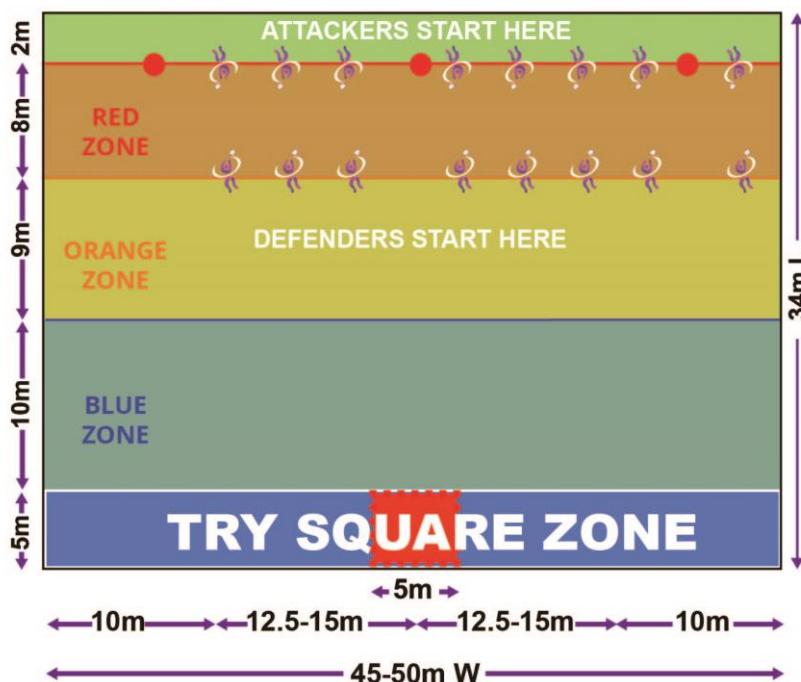 2m
ATTACKERS START HERE
8m
RED
ZONE
9m
DEFENDERS START HERE
ORANGE
ZONE
34m L
10m
BLUE
ZONE
5m
TRY SQUARE ZONE
5m
10m
12.5-15m
12.5-15m
10m
45-50m W